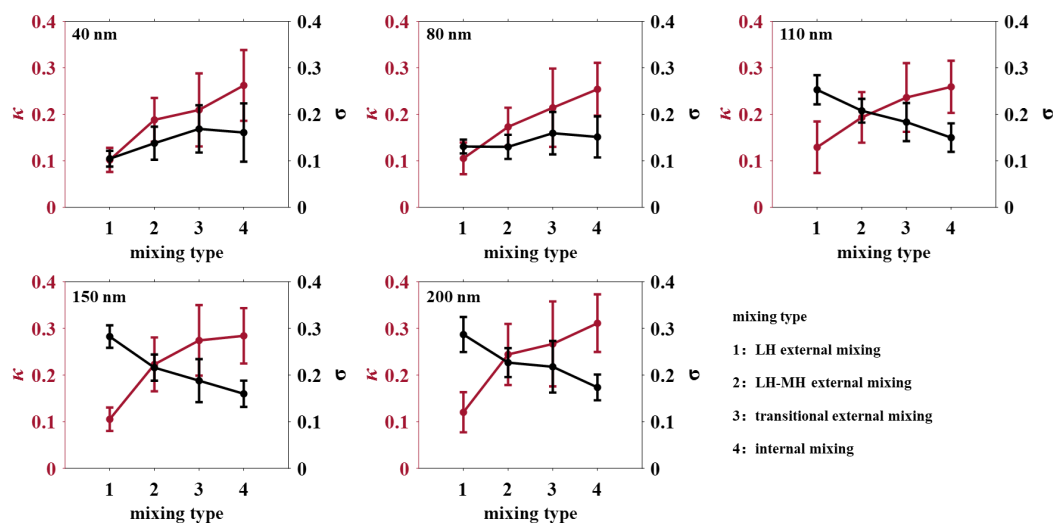 40 nm
0.4
0.3
0.2
0.1
0
κ
0.4
0.3
0.2
0.1
0
σ
1 2 3 4
mixing type
80 nm
0.4
0.3
0.2
0.1
0
κ
0.4
0.3
0.2
0.1
0
σ
1 2 3 4
mixing type
110 nm
0.4
0.3
0.2
0.1
0
κ
0.4
0.3
0.2
0.1
0
σ
1 2 3 4
mixing type
150 nm
0.4
0.3
0.2
0.1
0
κ
0.4
0.3
0.2
0.1
0
σ
1 2 3 4
mixing type
200 nm
0.4
0.3
0.2
0.1
0
κ
0.4
0.3
0.2
0.1
0
σ
1 2 3 4
mixing type
mixing type
1：LH external mixing
2：LH-MH external mixing
3：transitional external mixing
4：internal mixing